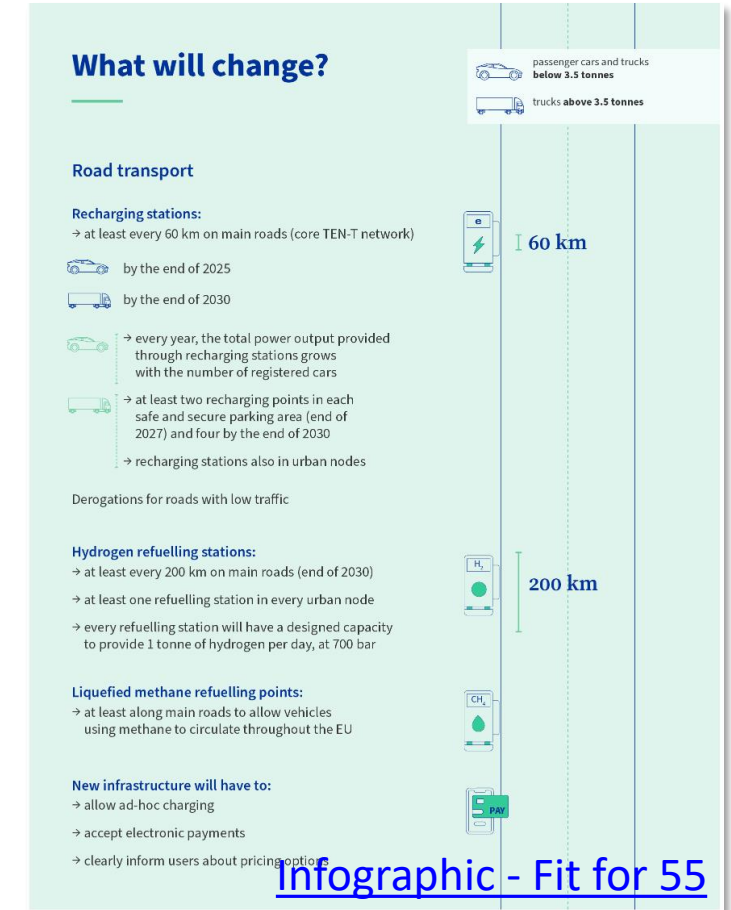 What will change?
passenger cars and trucks
below 3.5 tonnes
trucks above 3.5 tonnes
Road transport
Recharging stations:
→ at least every 60 km on main roads (core TEN-T network)
e
60 km
by the end of 2025
by the end of 2030
→ every year, the total power output provided
through recharging stations grows
with the number of registered cars
→ at least two recharging points in each
safe and secure parking area (end of
2027) and four by the end of 2030
→ recharging stations also in urban nodes
Derogations for roads with low traffic
Hydrogen refuelling stations:
→ at least every 200 km on main roads (end of 2030)
→ at least one refuelling station in every urban node
→ every refuelling station will have a designed capacity
to provide 1 tonne of hydrogen per day, at 700 bar
H₂
200 km
Liquefied methane refuelling points:
→ at least along main roads to allow vehicles
using methane to circulate throughout the EU
CH₄
New infrastructure will have to:
→ allow ad-hoc charging
→ accept electronic payments
→ clearly inform users about pricing options
PAY
Infographic - Fit for 55